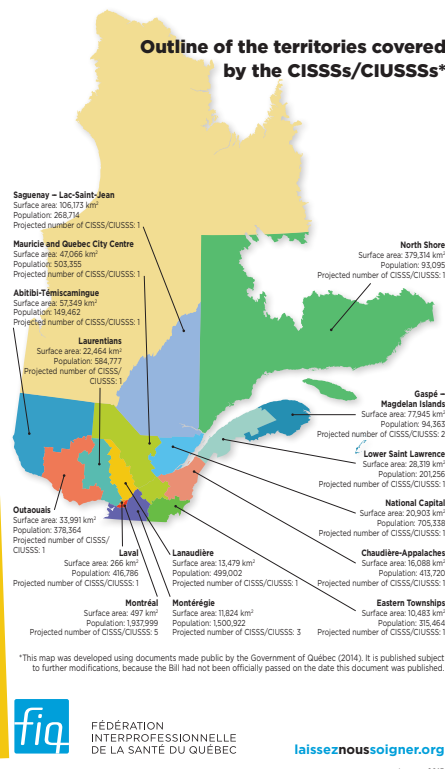 Outline of the territories covered
by the CISSSs/CIUSSSs*
Saguenay – Lac-Saint-Jean
Surface area: 106,173 km²
Population: 268,714
Projected number of CISSS/CIUSSS: 1
Mauricie and Quebec City Centre
Surface area: 47,066 km²
Population: 503,355
Projected number of CISSS/CIUSSS: 1
Abitibi-Témiscamingue
Surface area: 57,349 km²
Population: 149,462
Projected number of CISSS/CIUSSS: 1
Laurentians
Surface area: 22,464 km²
Population: 584,777
Projected number of CISSS/
CIUSSS: 1
North Shore
Surface area: 379,314 km²
Population: 93,095
Projected number of CISSS/CIUSSS: 1
Gaspé –
Magdelan Islands
Surface area: 77,945 km²
Population: 94,363
Projected number of CISSS/CIUSSS: 2
Lower Saint Lawrence
Surface area: 28,319 km²
Population: 201,256
Projected number of CISSS/CIUSSS: 1
National Capital
Surface area: 20,903 km²
Population: 705,338
Projected number of CISSS/CIUSSS: 1
Chaudière-Appalaches
Surface area: 16,088 km²
Population: 413,720
Projected number of CISSS/CIUSSS: 1
Eastern Townships
Surface area: 10,483 km²
Population: 315,464
Projected number of CISSS/CIUSSS: 1
Outaouais
Surface area: 33,991 km²
Population: 378,364
Projected number of CISSS/
CIUSSS: 1
Laval
Surface area: 266 km²
Population: 416,786
Projected number of CISSS/CIUSSS: 1
Lanaudière
Surface area: 13,479 km²
Population: 499,002
Projected number of CISSS/CIUSSS: 1
Montréal
Surface area: 497 km²
Population: 1,937,999
Projected number of CISSS/CIUSSS: 5
Montérégie
Surface area: 11,824 km²
Population: 1,500,922
Projected number of CISSS/CIUSSS: 3
*This map was developed using documents made public by the Government of Québec (2014). It is published subject
to further modifications, because the Bill had not been officially passed on the date this document was published.
fiq
FÉDÉRATION
INTERPROFESSIONNELLE
DE LA SANTÉ DU QUÉBEC
laisseznoussoigner.org